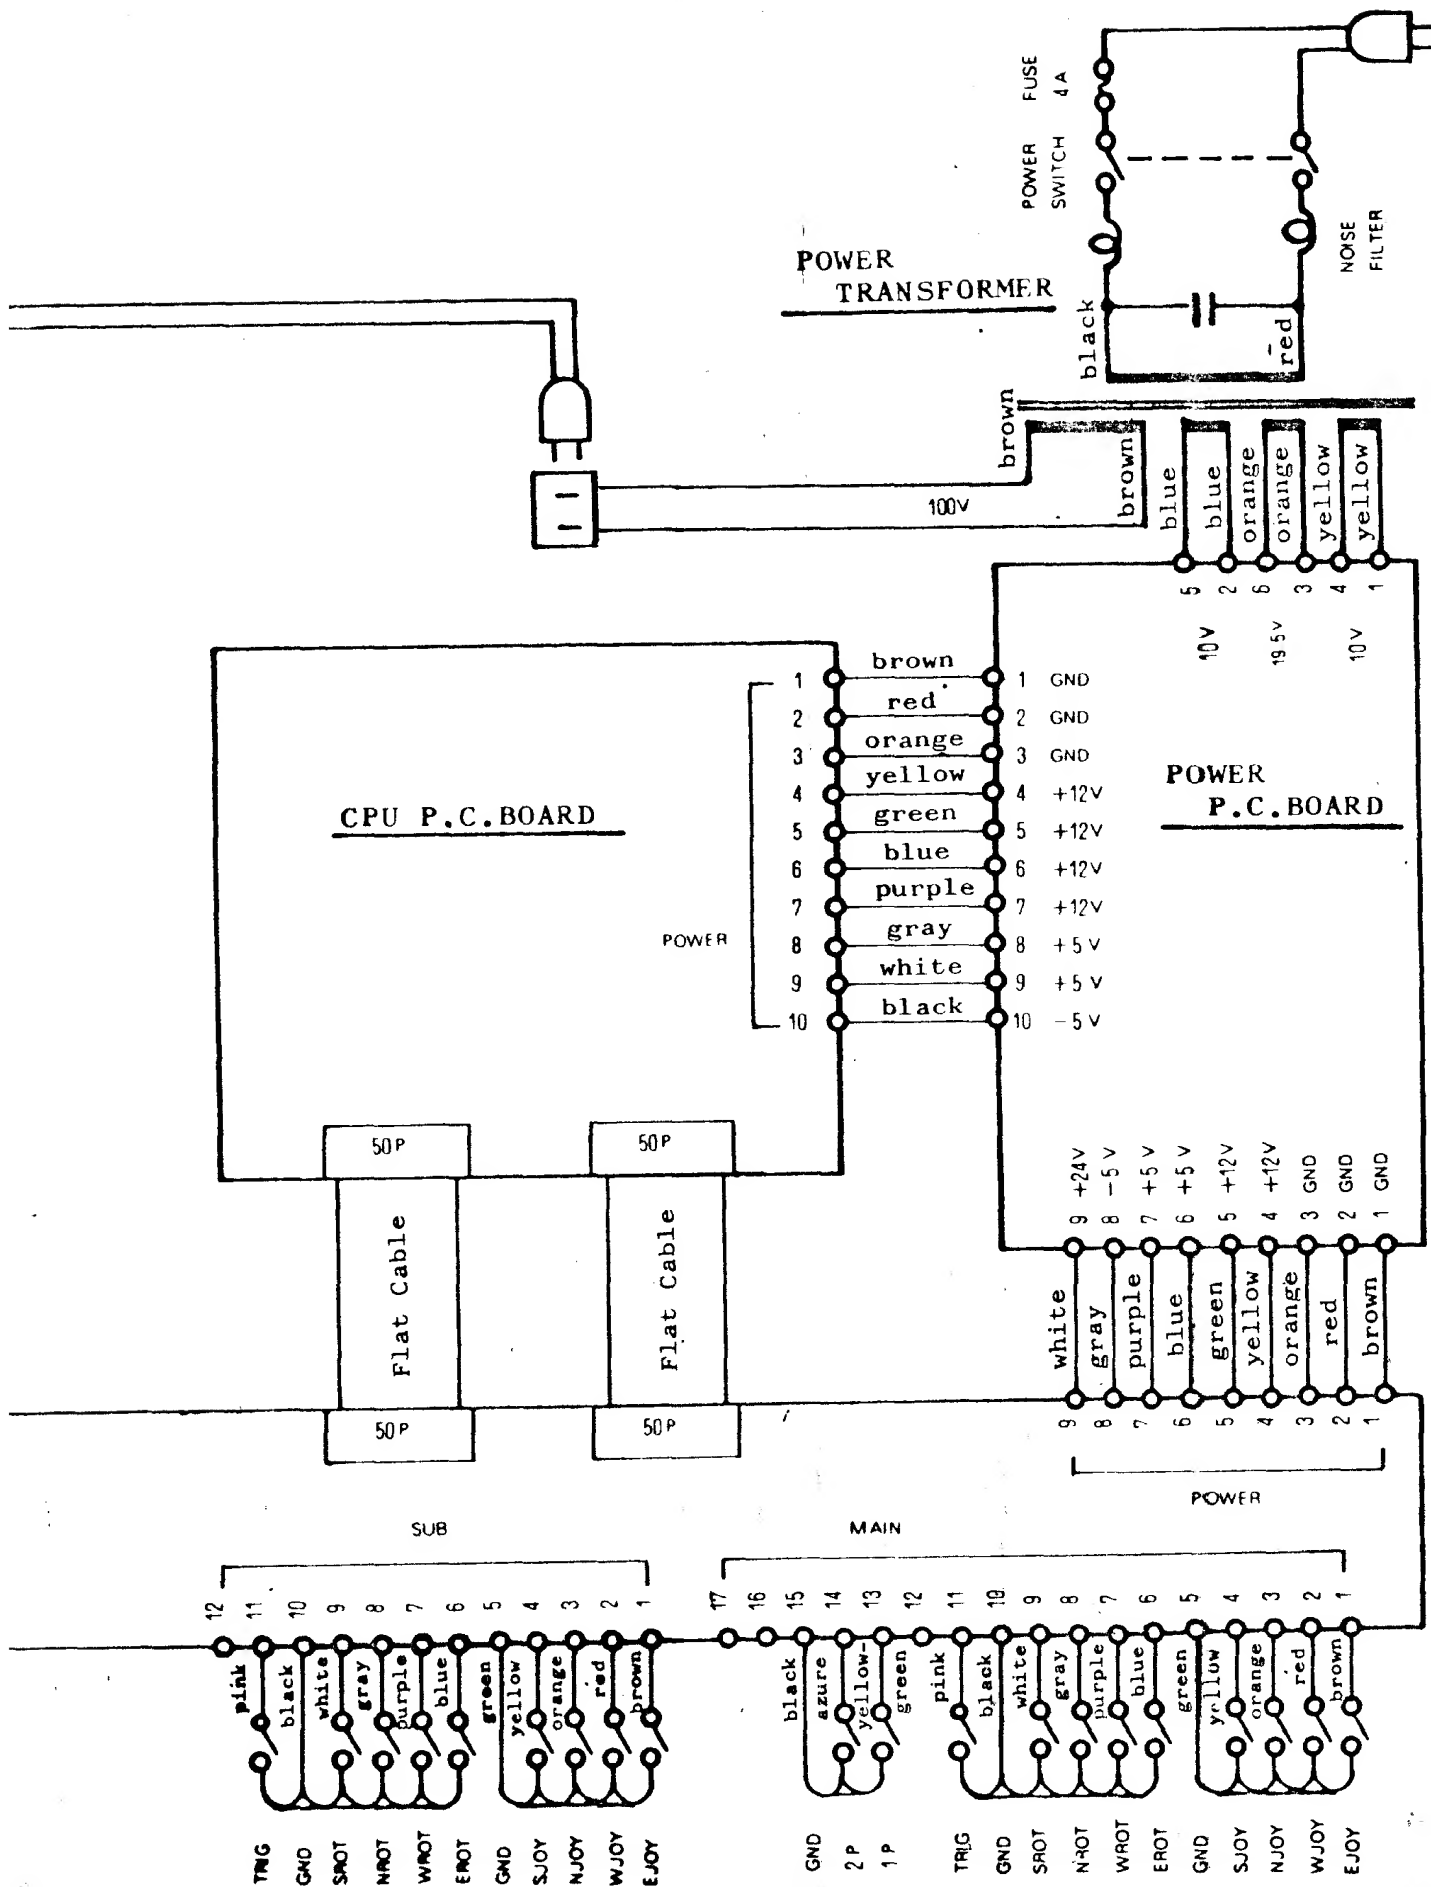 FUSE
4 A
POWER
SWITCH
NOISE
FILTER
POWER
TRANSFORMER
black
red
brown
brown
100V
blue
blue
orange
orange
yellow
yellow
5
2
6
3
4
1
10V
19.5V
10V
CPU P.C.BOARD
POWER
P.C.BOARD
POWER
1 brown 1 GND
2 red 2 GND
3 orange 3 GND
4 yellow 4 +12V
5 green 5 +12V
6 blue 6 +12V
7 purple 7 +12V
8 gray 8 +5V
9 white 9 +5V
10 black 10 -5V
50P
50P
Flat Cable
Flat Cable
50P
50P
9 +24V
8 -5V
7 +5V
6 +5V
5 +12V
4 +12V
3 GND
2 GND
1 GND
white
gray
purple
blue
green
yellow
orange
red
brown
9
8
7
6
5
4
3
2
1
POWER
SUB
12
11
10
9
8
7
6
5
4
3
2
1
pink
black
white
gray
purple
blue
green
yellow
orange
red
brown
TRIG
GND
SROT
NROT
WROT
EROT
GND
SJOY
NJOY
WJOY
EJOY
MAIN
17
16
15
14
13
12
11
10
9
8
7
6
5
4
3
2
1
black
azure
yellow-
green
pink
black
white
gray
purple
blue
green
yellow
orange
red
brown
GND
2P
1P
TRIG
GND
SROT
NROT
WROT
EROT
GND
SJOY
NJOY
WJOY
EJOY